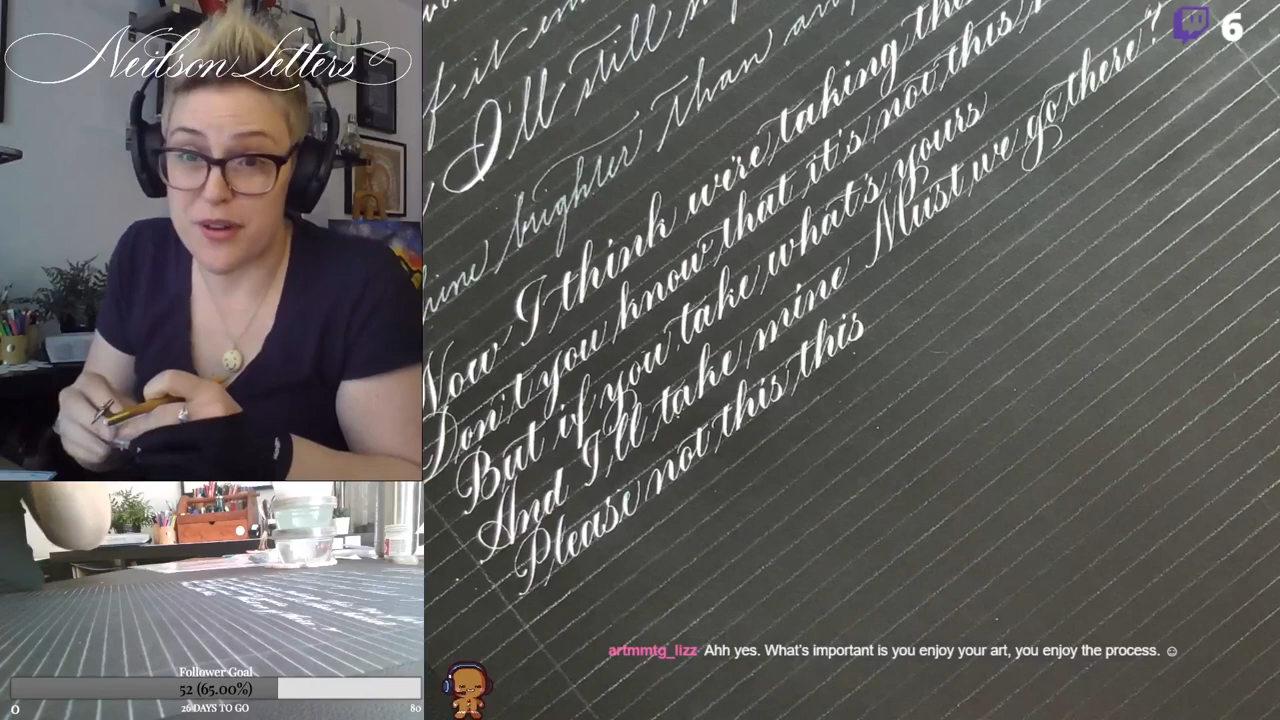 Neilson Letters
6
f it
I'll still
brighter than
Now I think we're taking this
Don't you know that it's not this
But if you take what's yours
And I'll take mine Must we go there?
Please not this this
artmmtg_lizz Ahh yes. What's important is you enjoy your art, you enjoy the process. ☺
Follower Goal
52 (65.00%)
0 26 DAYS TO GO 80